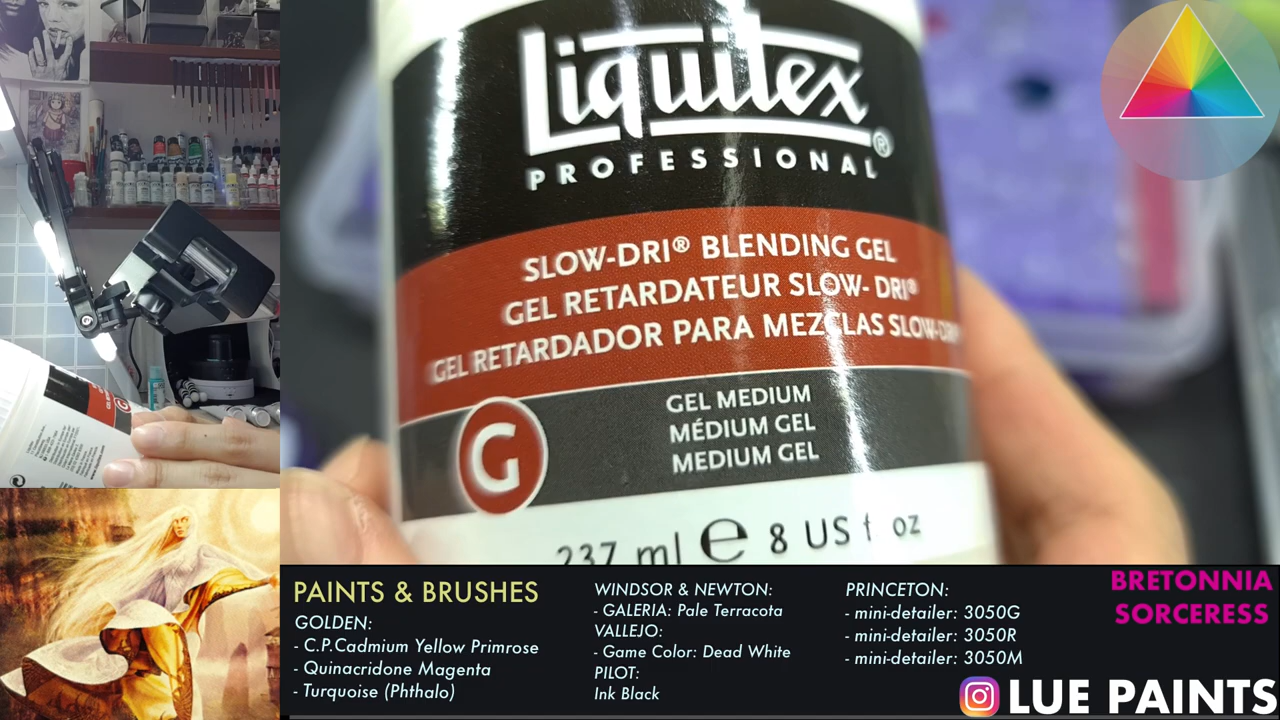 Liquitex®
PROFESSIONAL
SLOW-DRI® BLENDING GEL
GEL RETARDATEUR SLOW- DRI®
GEL RETARDADOR PARA MEZCLAS SLOW-DRI
GEL MEDIUM
MÉDIUM GEL
MEDIUM GEL
G
237 ml e 8 US f oz
PAINTS & BRUSHES
GOLDEN:
- C.P.Cadmium Yellow Primrose
- Quinacridone Magenta
- Turquoise (Phthalo)
WINDSOR & NEWTON:
- GALERIA: Pale Terracota
VALLEJO:
- Game Color: Dead White
PILOT:
Ink Black
PRINCETON:
- mini-detailer: 3050G
- mini-detailer: 3050R
- mini-detailer: 3050M
BRETONNIA
SORCERESS
LUE PAINTS